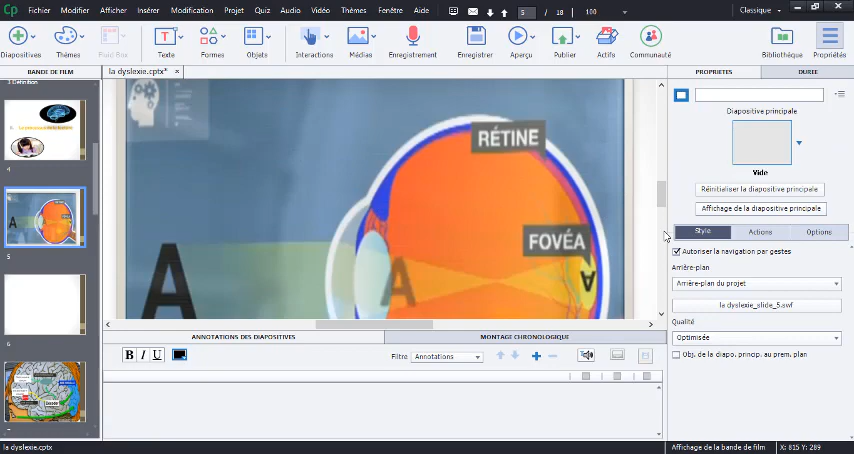 Cp Fichier Modifier Afficher Insérer Modification Projet Quiz Audio Vidéo Thèmes Fenêtre Aide 5 / 18 100 Classique
Diapositives Thèmes Fluid Box Texte Formes Objets Interactions Médias Enregistrement Enregistrer Aperçu Publier Actifs Communauté Bibliothèque Propriétés
BANDE DE FILM
la dyslexie.cptx* ×
PROPRIETES DUREE
3 Définition
4
5
6
RÉTINE
FOVÉA
A
A
A
Diapositive principale
Vide
Réinitialiser la diapositive principale
Affichage de la diapositive principale
Style Actions Options
Autoriser la navigation par gestes
Arrière-plan
Arrière-plan du projet
la dyslexie_slide_5.swf
Qualité
Optimisée
Obj. de la diapo. princip. au prem. plan
ANNOTATIONS DES DIAPOSITIVES MONTAGE CHRONOLOGIQUE
B I U Filtre Annotations
la dyslexie.cptx Affichage de la bande de film X: 815 Y: 289